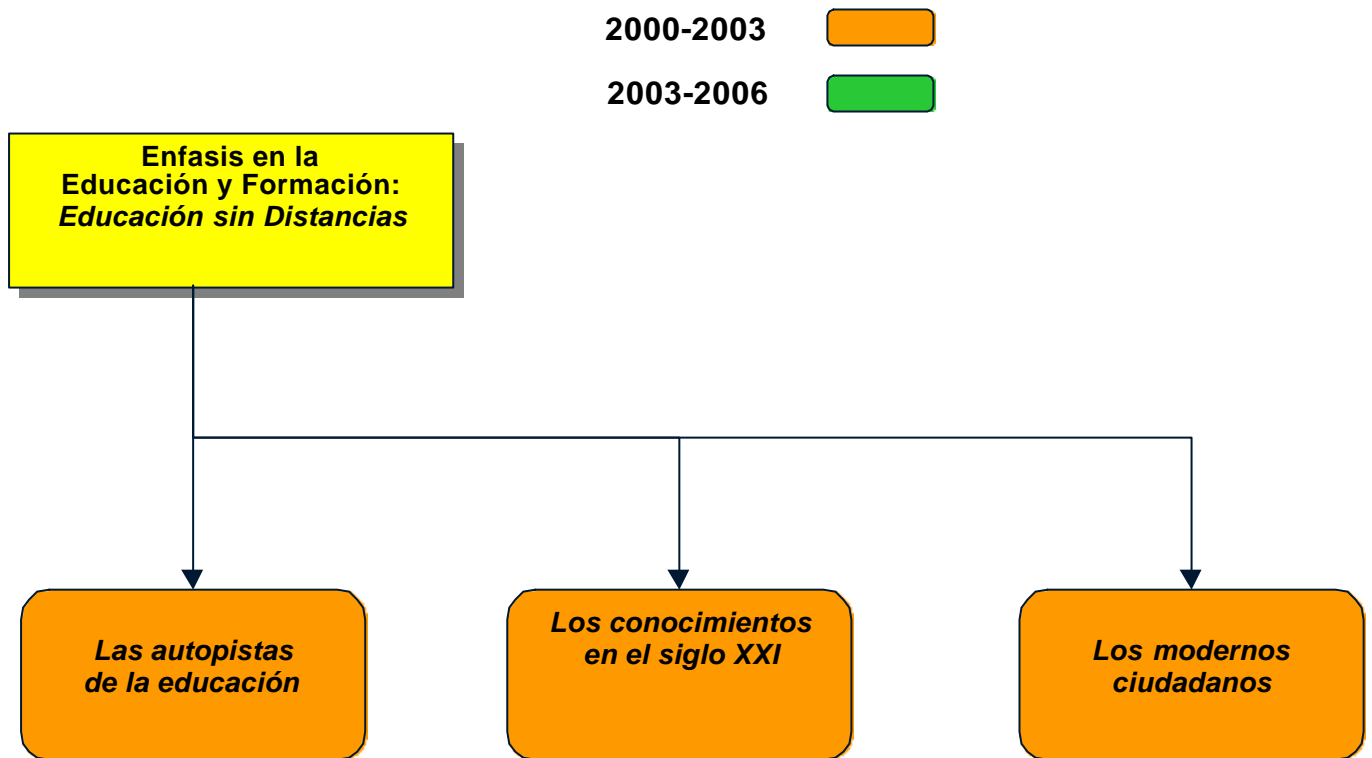 2000-2003
2003-2006
Enfasis en la
Educación y Formación:
Educación sin Distancias
Las autopistas
de la educación
Los conocimientos
en el siglo XXI
Los modernos
ciudadanos